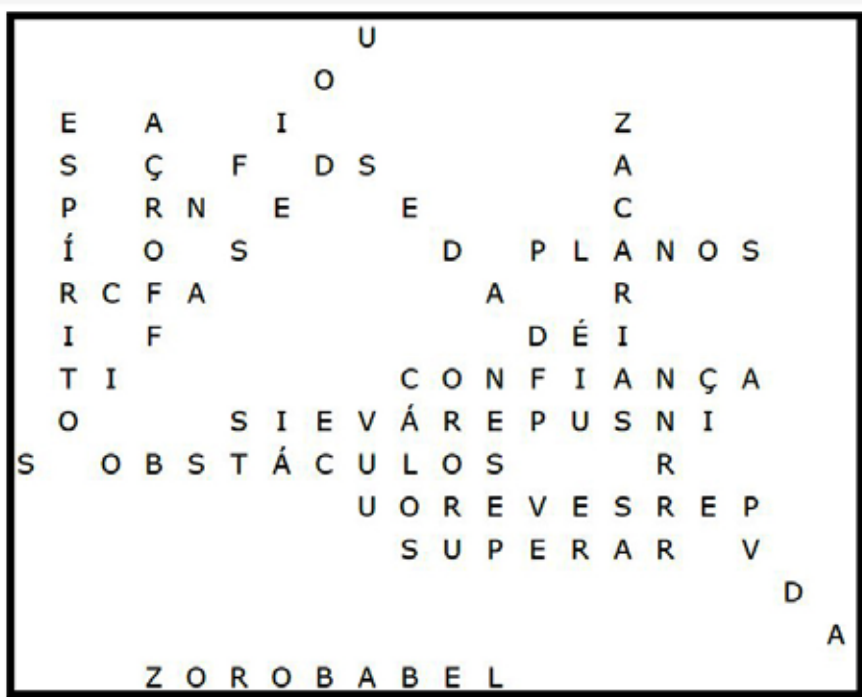 U
O
E A I Z
S Ç F D S A
P R N E E C
Í O S D P L A N O S
R C F A A R
I F D É I
T I C O N F I A N Ç A
O S I E V Á R E P U S N I
S O B S T Á C U L O S R
U O R E V E S R E P
S U P E R A R V
D
A
Z O R O B A B E L